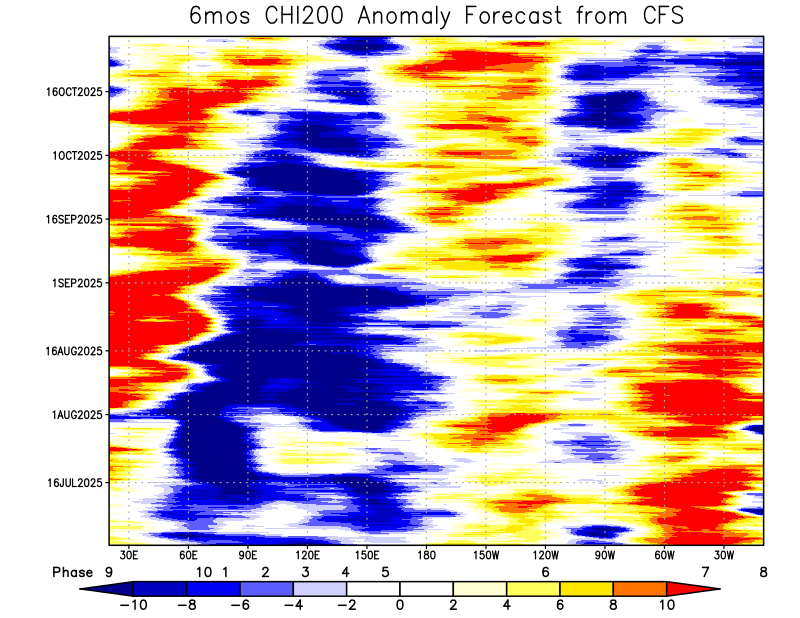 6mos CHI200 Anomaly Forecast from CFS
16OCT2025
1OCT2025
16SEP2025
1SEP2025
16AUG2025
1AUG2025
16JUL2025
30E 60E 90E 120E 150E 180 150W 120W 90W 60W 30W
Phase 9 10 1 2 3 4 5 6 7 8
−10 −8 −6 −4 −2 0 2 4 6 8 10